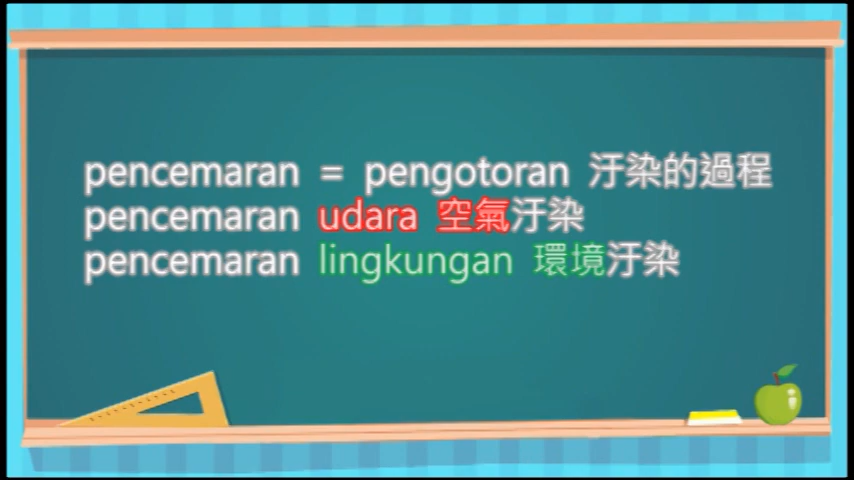 pencemaran = pengotoran 汙染的過程
pencemaran udara 空氣汙染
pencemaran lingkungan 環境汙染